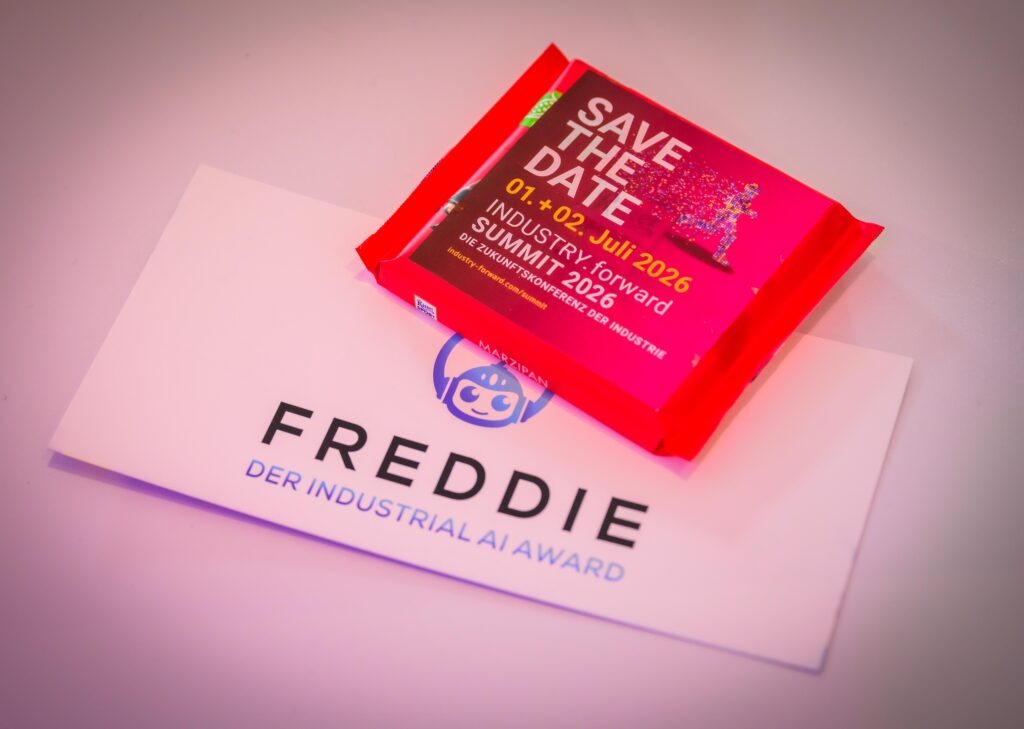 SAVE
THE
DATE
01. + 02. Juli 2026
INDUSTRY.forward
SUMMIT 2026
DIE ZUKUNFTSKONFERENZ DER INDUSTRIE
industry-forward.com/summit
MARZIPAN
FREDDIE
DER INDUSTRIAL AI AWARD